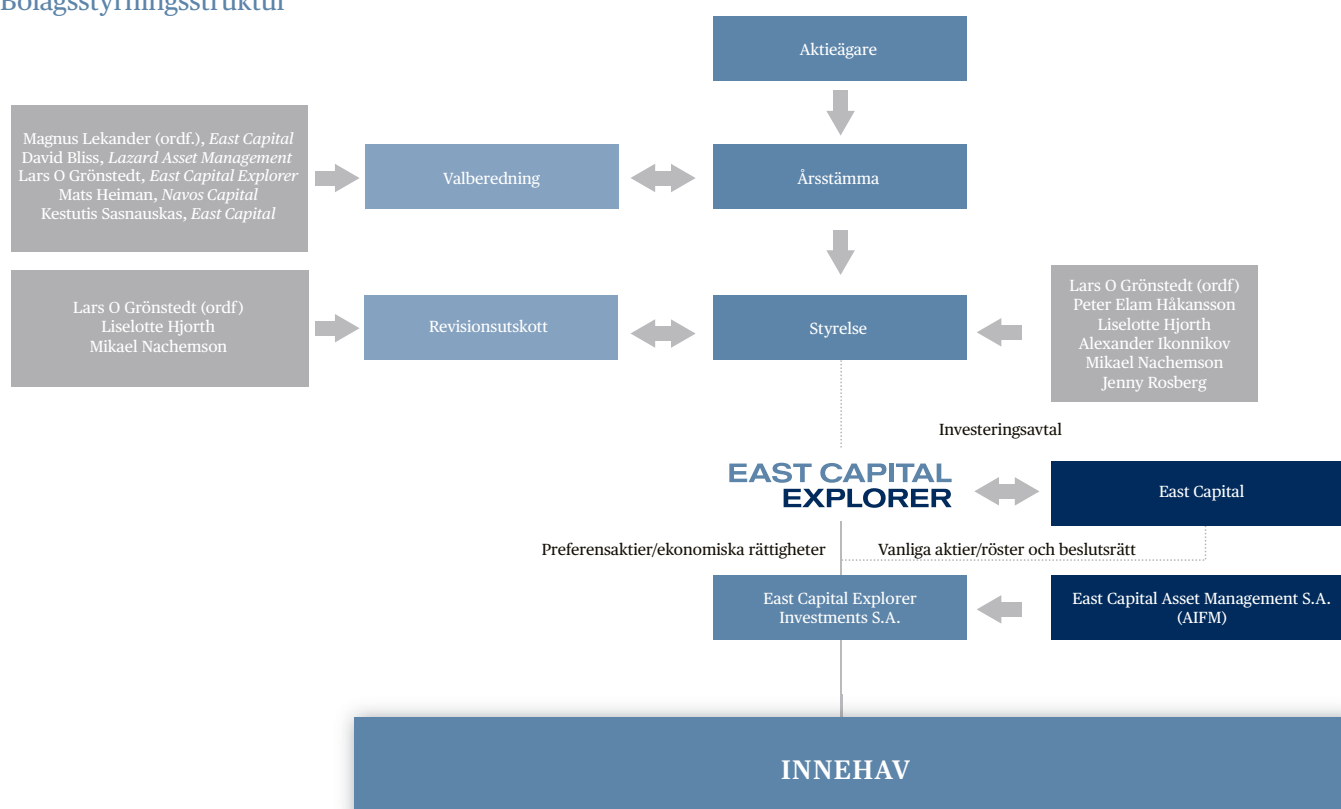 Bolagsstyrningsstruktur
Aktieägare
Magnus Lekander (ordf.), East Capital
David Bliss, Lazard Asset Management
Lars O Grönstedt, East Capital Explorer
Mats Heiman, Navos Capital
Kestutis Sasnauskas, East Capital
Valberedning
Årsstämma
Lars O Grönstedt (ordf)
Liselotte Hjorth
Mikael Nachemson
Revisionsutskott
Styrelse
Lars O Grönstedt (ordf)
Peter Elam Håkansson
Liselotte Hjorth
Alexander Ikonnikov
Mikael Nachemson
Jenny Rosberg
Investeringsavtal
EAST CAPITAL
EXPLORER
East Capital
Preferensaktier/ekonomiska rättigheter
Vanliga aktier/röster och beslutsrätt
East Capital Explorer
Investments S.A.
East Capital Asset Management S.A.
(AIFM)
INNEHAV